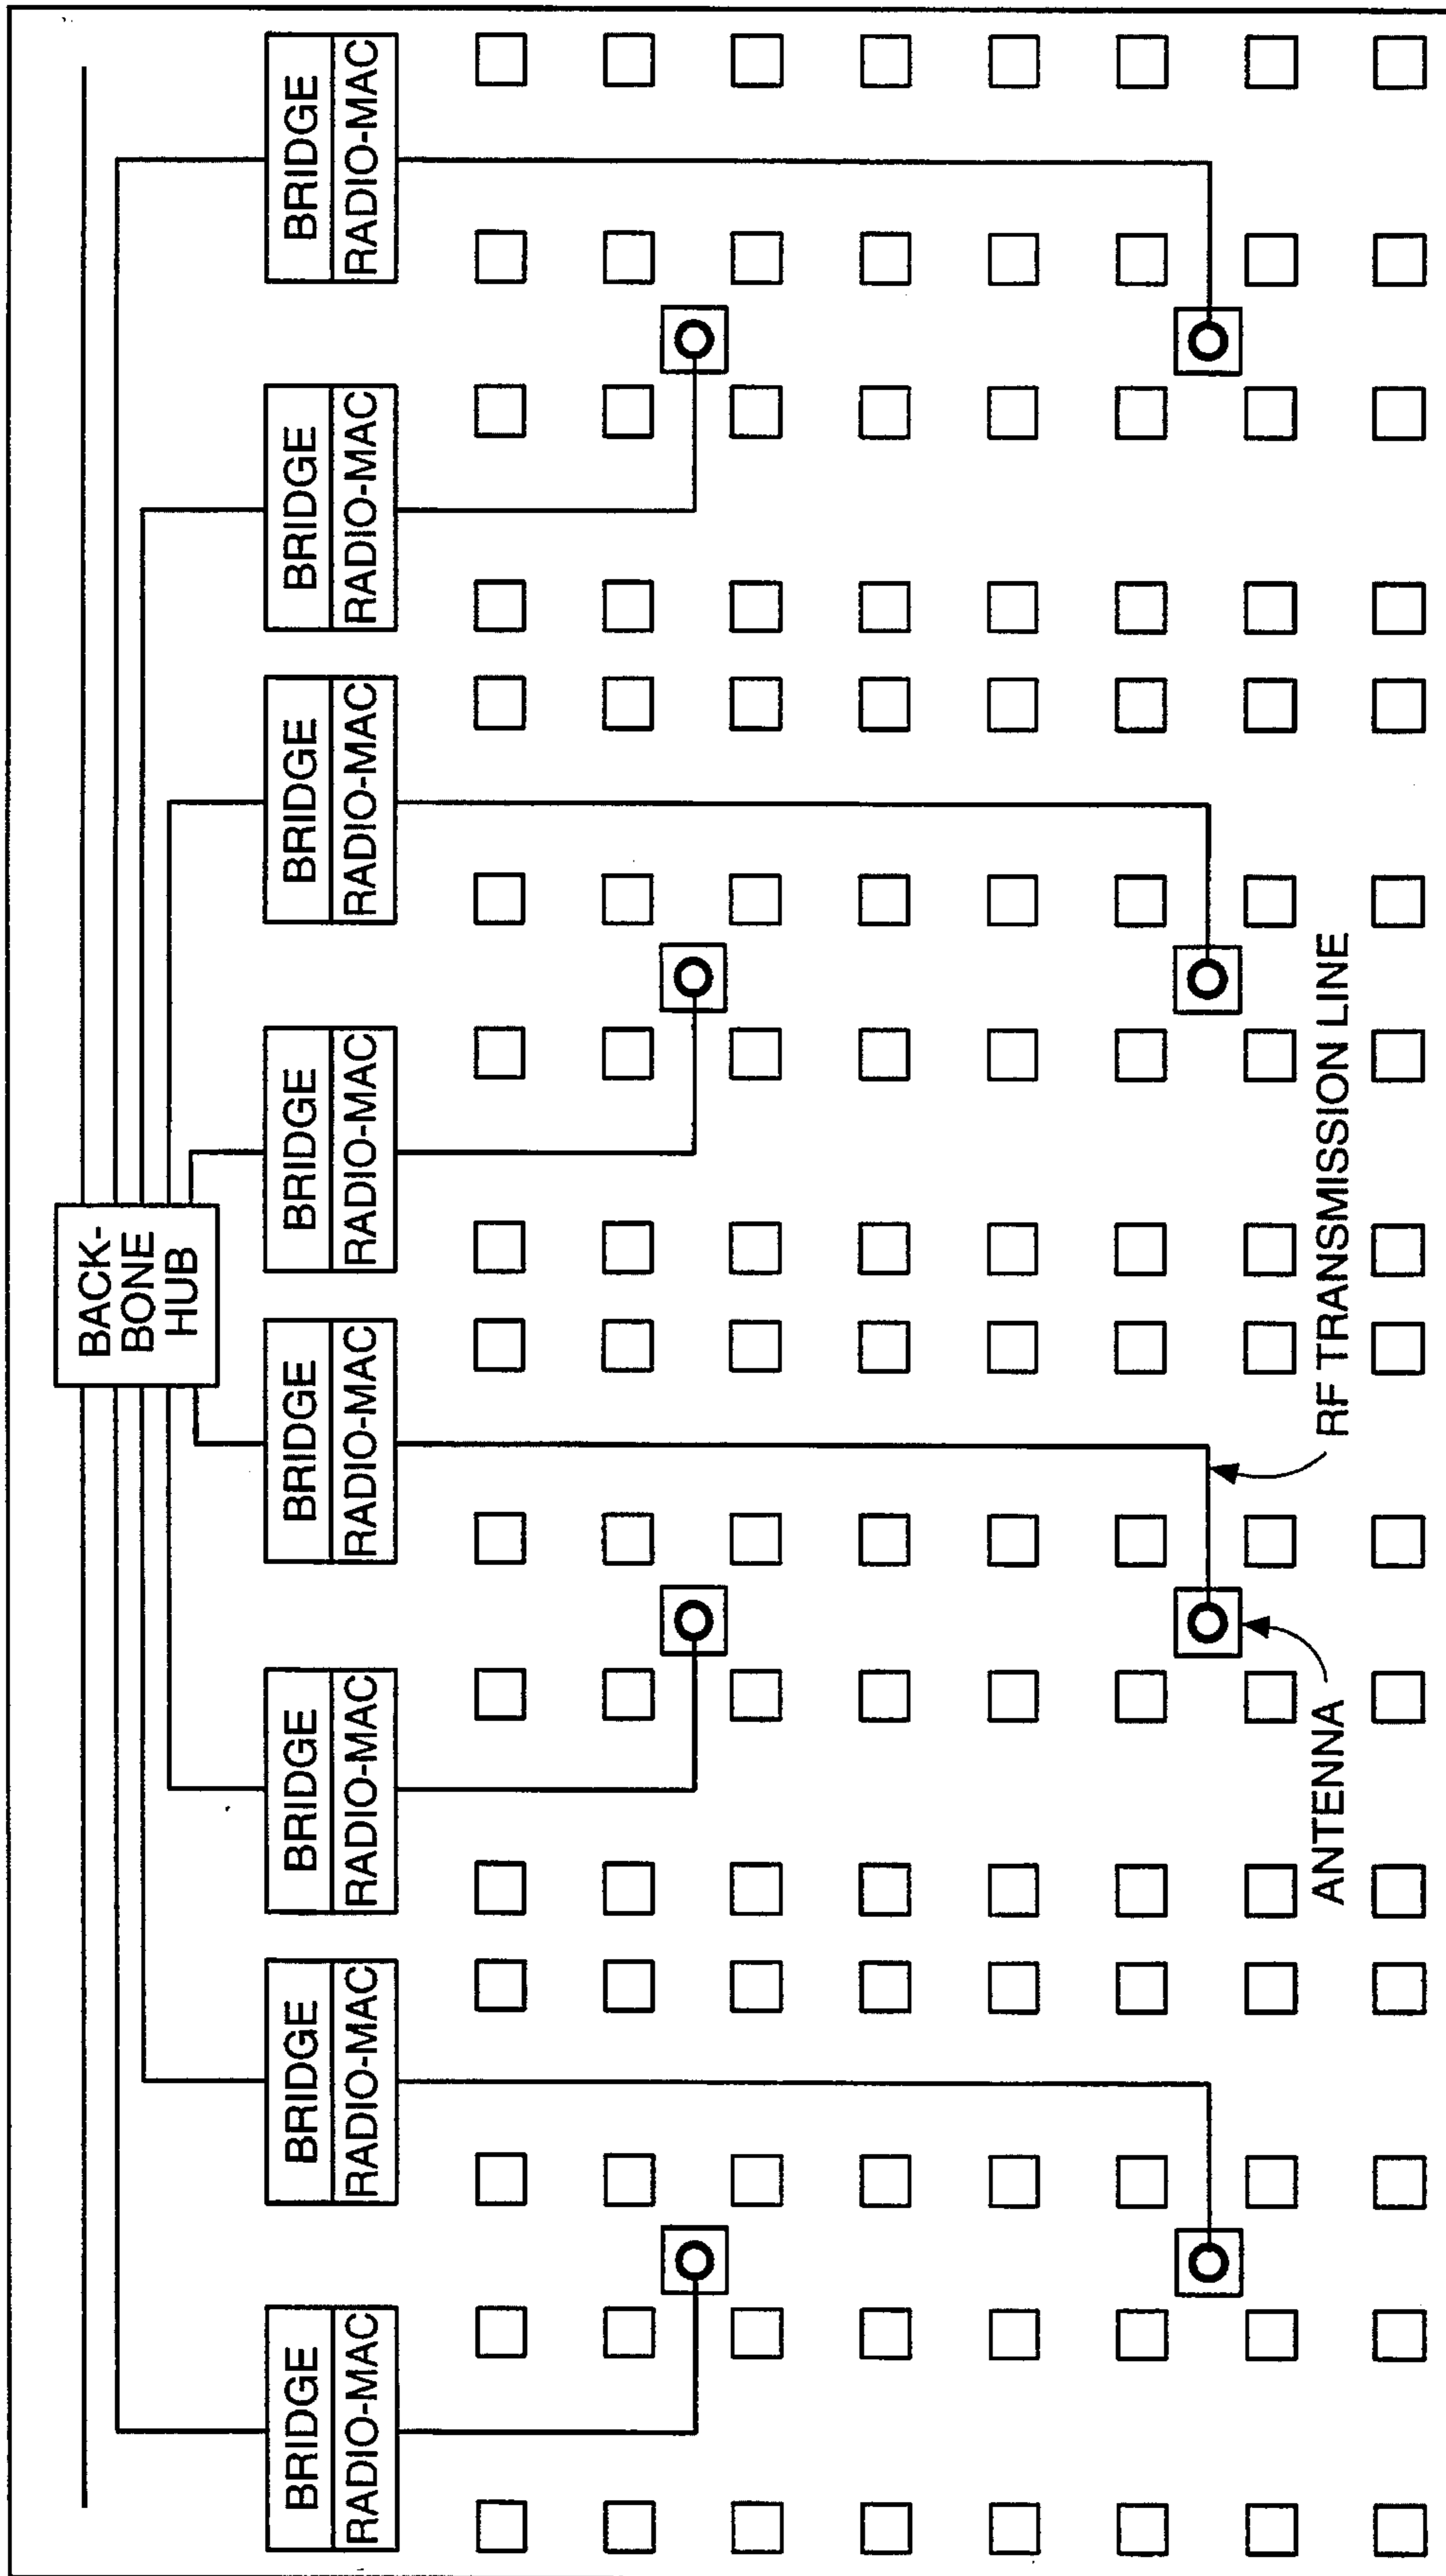 BACK-
BONE
HUB
BRIDGE
RADIO-MAC
BRIDGE
RADIO-MAC
BRIDGE
RADIO-MAC
BRIDGE
RADIO-MAC
BRIDGE
RADIO-MAC
BRIDGE
RADIO-MAC
BRIDGE
RADIO-MAC
BRIDGE
RADIO-MAC
ANTENNA
RF TRANSMISSION LINE